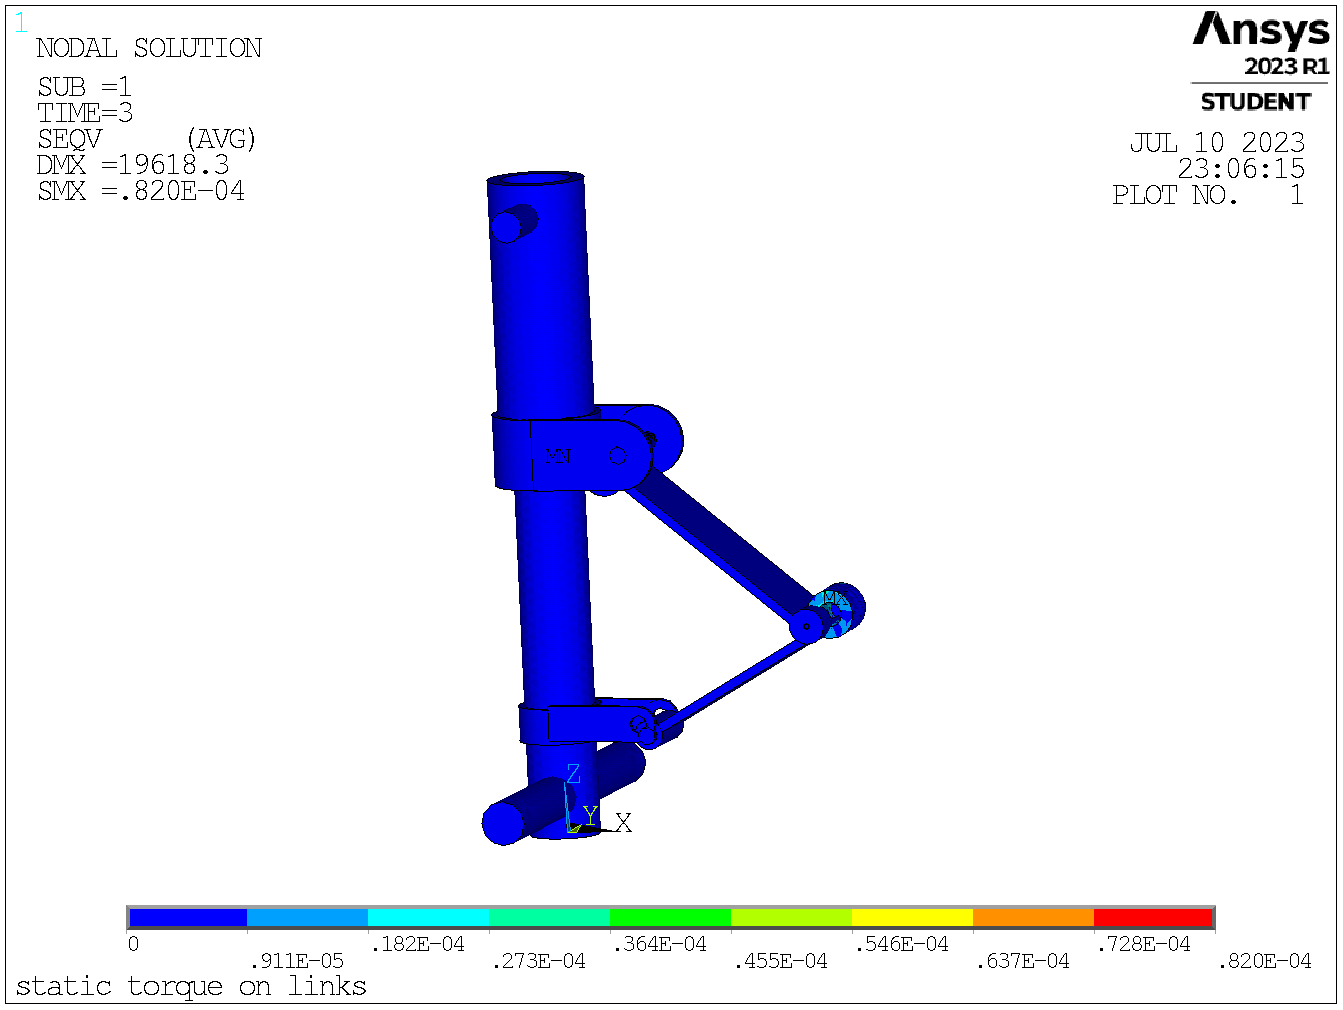 1
NODAL SOLUTION
SUB =1
TIME=3
SEQV (AVG)
DMX =19618.3
SMX =.820E-04
Ansys
2023 R1
STUDENT
JUL 10 2023
23:06:15
PLOT NO. 1
MN
MX
Z
Y
X
0
.911E-05
.182E-04
.273E-04
.364E-04
.455E-04
.546E-04
.637E-04
.728E-04
.820E-04
static torque on links